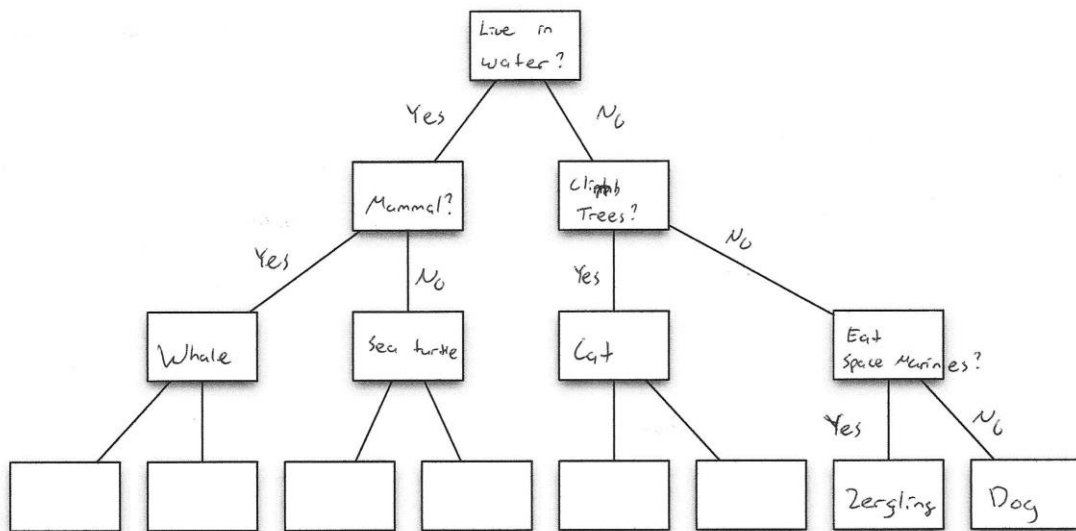 Live in
water?
Yes
No
Mammal?
Climb
Trees?
Yes
No
Yes
No
Whale
Sea turtle
Cat
Eat
Space Marines?
Yes
No
Zergling
Dog